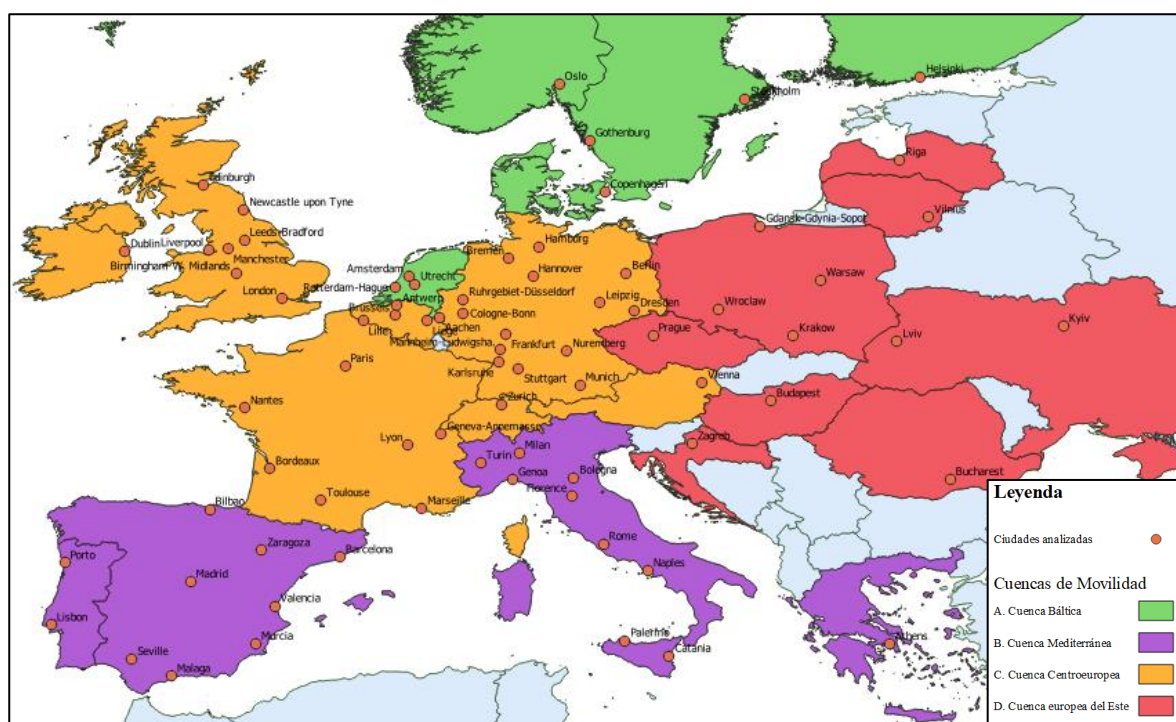 Oslo
Helsinki
Stockholm
Gothenburg
Riga
Copenhagen
Edinburgh
Vilnius
Newcastle upon Tyne
Gdansk-Gdynia-Sopot
Leeds-Bradford
Dublin
Liverpool
Hamburg
Bremen
Manchester
Birmingham-W. Midlands
Amsterdam
Utrecht
Hannover
Berlin
Warsaw
Rotterdam-Hague
London
Ruhrgebiet-Düsseldorf
Antwerp
Leipzig
Dresden
Wroclaw
Brussels
Cologne-Bonn
Kyiv
Lille
Liege
Aachen
Prague
Krakow
Lviv
Mannheim-Ludwigsha.
Frankfurt
Nuremberg
Paris
Karlsruhe
Stuttgart
Munich
Vienna
Nantes
Zurich
Budapest
Geneva-Annemasse
Lyon
Zagreb
Milan
Turin
Bordeaux
Genoa
Bologna
Bucharest
Florence
Toulouse
Marseille
Bilbao
Rome
Zaragoza
Porto
Barcelona
Naples
Madrid
Valencia
Lisbon
Murcia
Palermo
Athens
Seville
Catania
Malaga
Leyenda
Ciudades analizadas
Cuencas de Movilidad
A. Cuenca Báltica
B. Cuenca Mediterránea
C. Cuenca Centroeuropea
D. Cuenca europea del Este